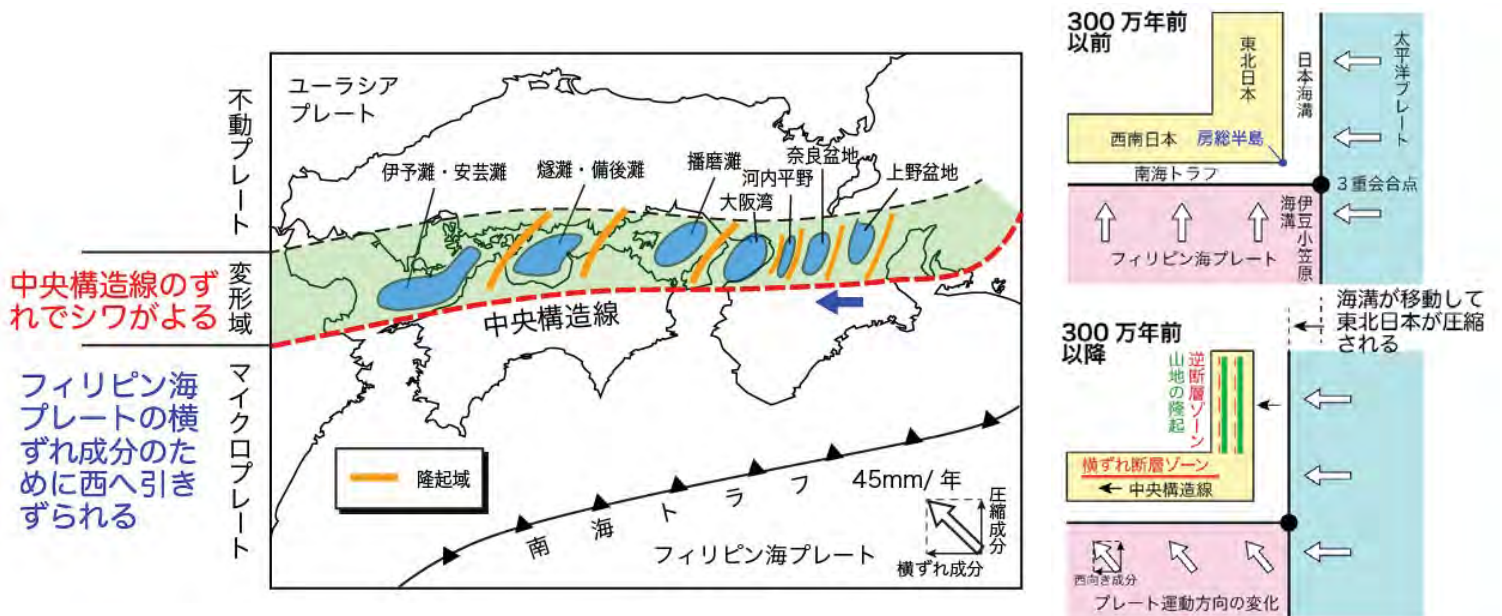 不動プレート
変形域
マイクロプレート
中央構造線のず
れでシワがよる
フィリピン海
プレートの横
ずれ成分のた
めに西へ引き
ずられる
ユーラシア
プレート
伊予灘・安芸灘
燧灘・備後灘
播磨灘
大阪湾
河内平野
奈良盆地
上野盆地
中央構造線
隆起域
南海トラフ
フィリピン海プレート
45mm/年
圧縮成分
横ずれ成分
300万年前
以前
東北日本
日本海溝
太平洋プレート
西南日本
房総半島
南海トラフ
3重会合点
伊豆小笠原
海溝
フィリピン海プレート
海溝が移動して
東北日本が圧縮
される
300万年前
以降
逆断層ゾーン
山地の隆起
横ずれ断層ゾーン
中央構造線
西向き成分
プレート運動方向の変化